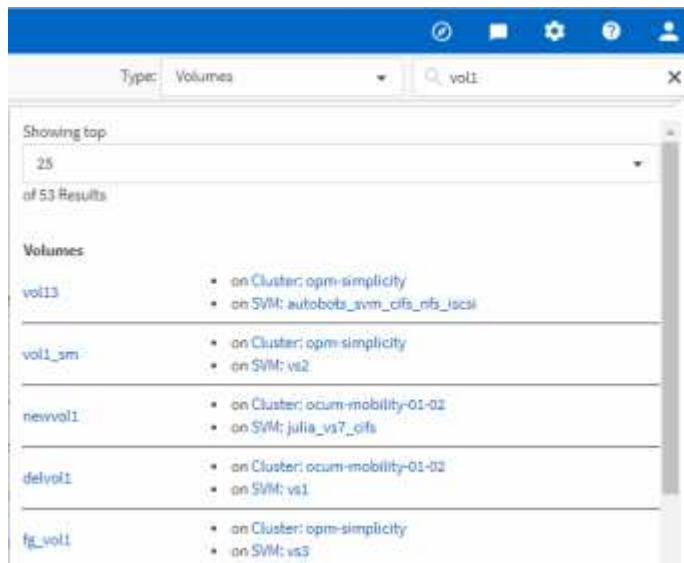 Type: Volumes vol1
Showing top
25
of 53 Results
Volumes
vol13
on Cluster: opm-simplicity
on SVM: autobots_svm_cifs_nfs_iscsi
vol1_sm
on Cluster: opm-simplicity
on SVM: vs2
newvol1
on Cluster: ocum-mobility-01-02
on SVM: julia_vs7_cifs
delvol1
on Cluster: ocum-mobility-01-02
on SVM: vs1
fg_vol1
on Cluster: opm-simplicity
on SVM: vs3